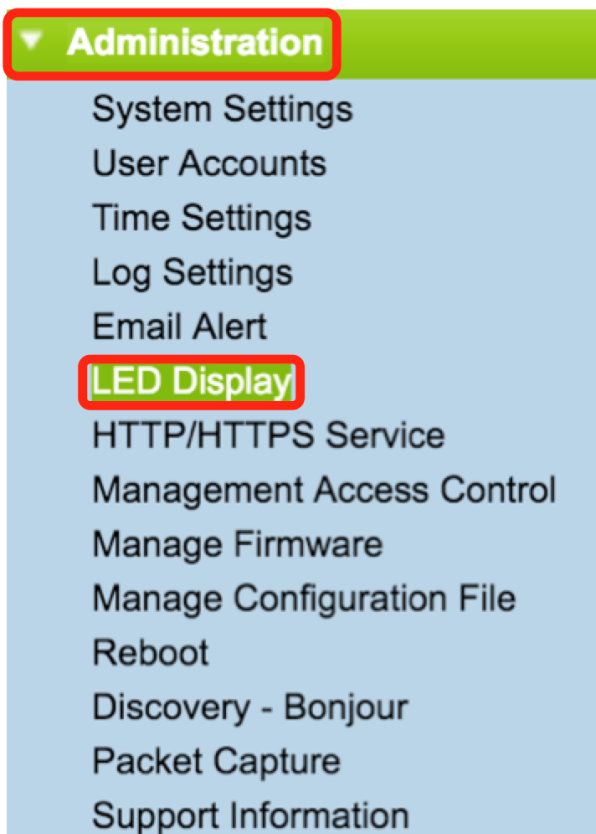 Administration
System Settings
User Accounts
Time Settings
Log Settings
Email Alert
LED Display
HTTP/HTTPS Service
Management Access Control
Manage Firmware
Manage Configuration File
Reboot
Discovery - Bonjour
Packet Capture
Support Information